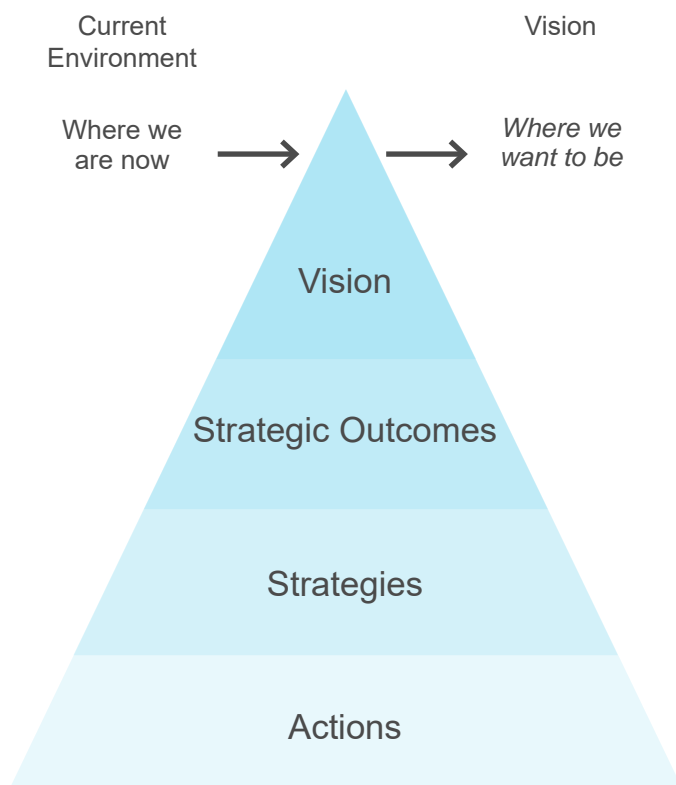 Current
Environment
Vision
Where we
are now
Where we
want to be
Vision
Strategic Outcomes
Strategies
Actions